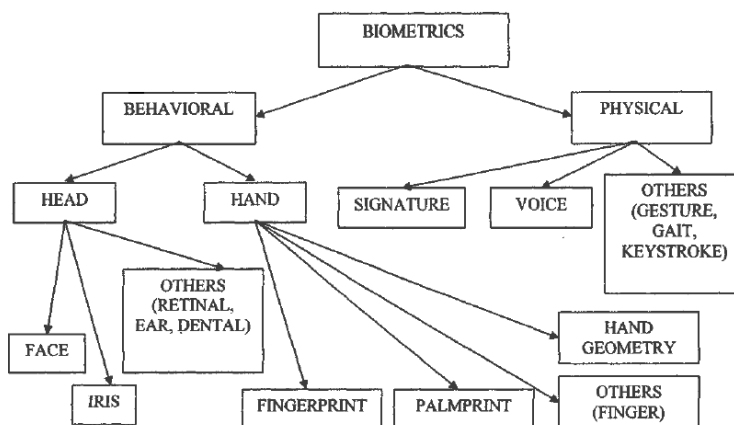 BIOMETRICS
BEHAVIORAL
PHYSICAL
HEAD
HAND
SIGNATURE
VOICE
OTHERS
(GESTURE,
GAIT,
KEYSTROKE)
OTHERS
(RETINAL,
EAR, DENTAL)
FACE
IRIS
FINGERPRINT
PALMPRINT
HAND
GEOMETRY
OTHERS
(FINGER)